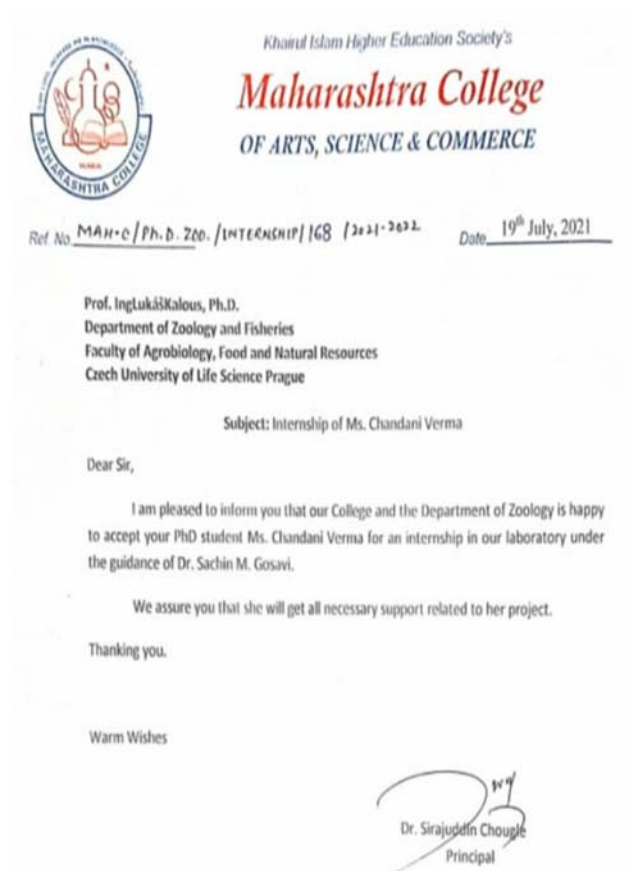 Khairul Islam Higher Education Society's
Maharashtra College
OF ARTS, SCIENCE & COMMERCE
MAHARASHTRA COLLEGE
Ref. No. MAH-C/Ph.D. ZOO./INTERNSHIP/168 /2021-2022
Date 19th July, 2021
Prof. IngLukášKalous, Ph.D.
Department of Zoology and Fisheries
Faculty of Agrobiology, Food and Natural Resources
Czech University of Life Science Prague
Subject: Internship of Ms. Chandani Verma
Dear Sir,
I am pleased to inform you that our College and the Department of Zoology is happy
to accept your PhD student Ms. Chandani Verma for an internship in our laboratory under
the guidance of Dr. Sachin M. Gosavi.
We assure you that she will get all necessary support related to her project.
Thanking you.
Warm Wishes
Dr. Sirajuddin Chougle
Principal